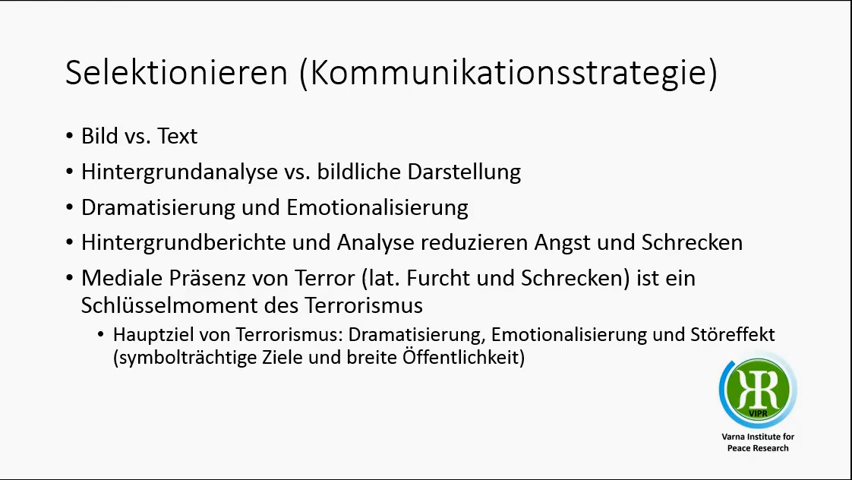 Selektionieren (Kommunikationsstrategie)
• Bild vs. Text
• Hintergrundanalyse vs. bildliche Darstellung
• Dramatisierung und Emotionalisierung
• Hintergrundberichte und Analyse reduzieren Angst und Schrecken
• Mediale Präsenz von Terror (lat. Furcht und Schrecken) ist ein
Schlüsselmoment des Terrorismus
• Hauptziel von Terrorismus: Dramatisierung, Emotionalisierung und Störeffekt
(symbolträchtige Ziele und breite Öffentlichkeit)
VIPR
Varna Institute for
Peace Research